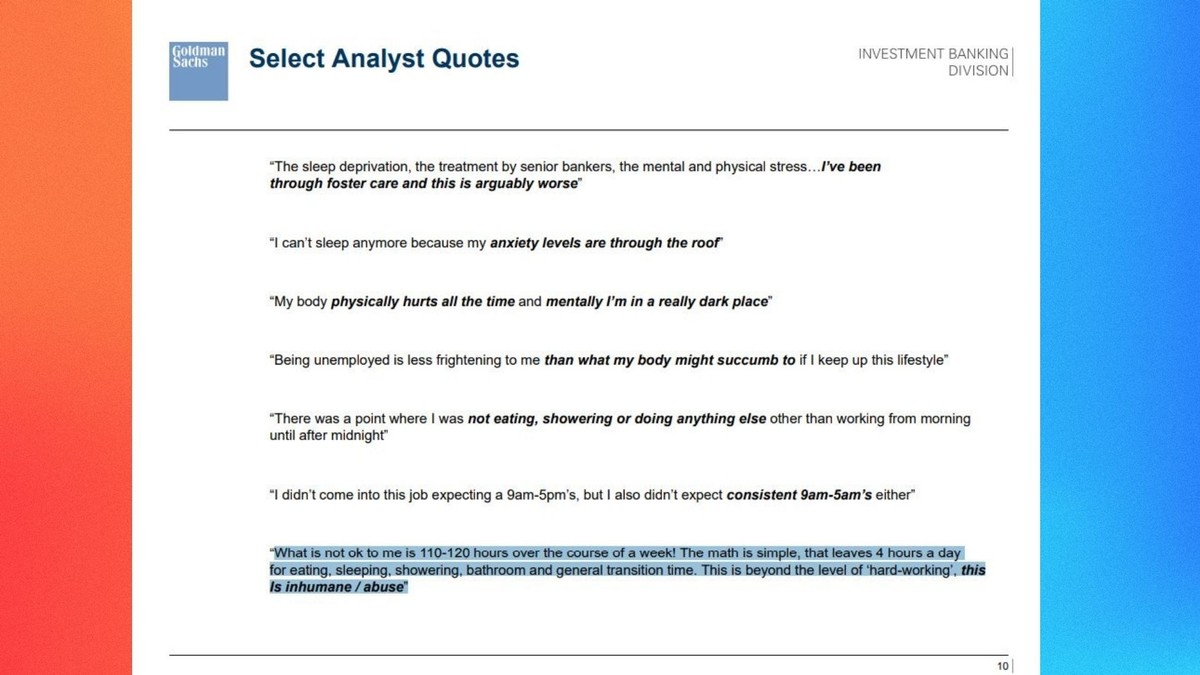 Goldman
Sachs
Select Analyst Quotes
INVESTMENT BANKING
DIVISION
“The sleep deprivation, the treatment by senior bankers, the mental and physical stress…I’ve been
through foster care and this is arguably worse”
“I can’t sleep anymore because my anxiety levels are through the roof”
“My body physically hurts all the time and mentally I’m in a really dark place”
“Being unemployed is less frightening to me than what my body might succumb to if I keep up this lifestyle”
“There was a point where I was not eating, showering or doing anything else other than working from morning
until after midnight”
“I didn’t come into this job expecting a 9am-5pm’s, but I also didn’t expect consistent 9am-5am’s either”
“What is not ok to me is 110-120 hours over the course of a week! The math is simple, that leaves 4 hours a day
for eating, sleeping, showering, bathroom and general transition time. This is beyond the level of ‘hard-working’, this
Is inhumane / abuse”
10